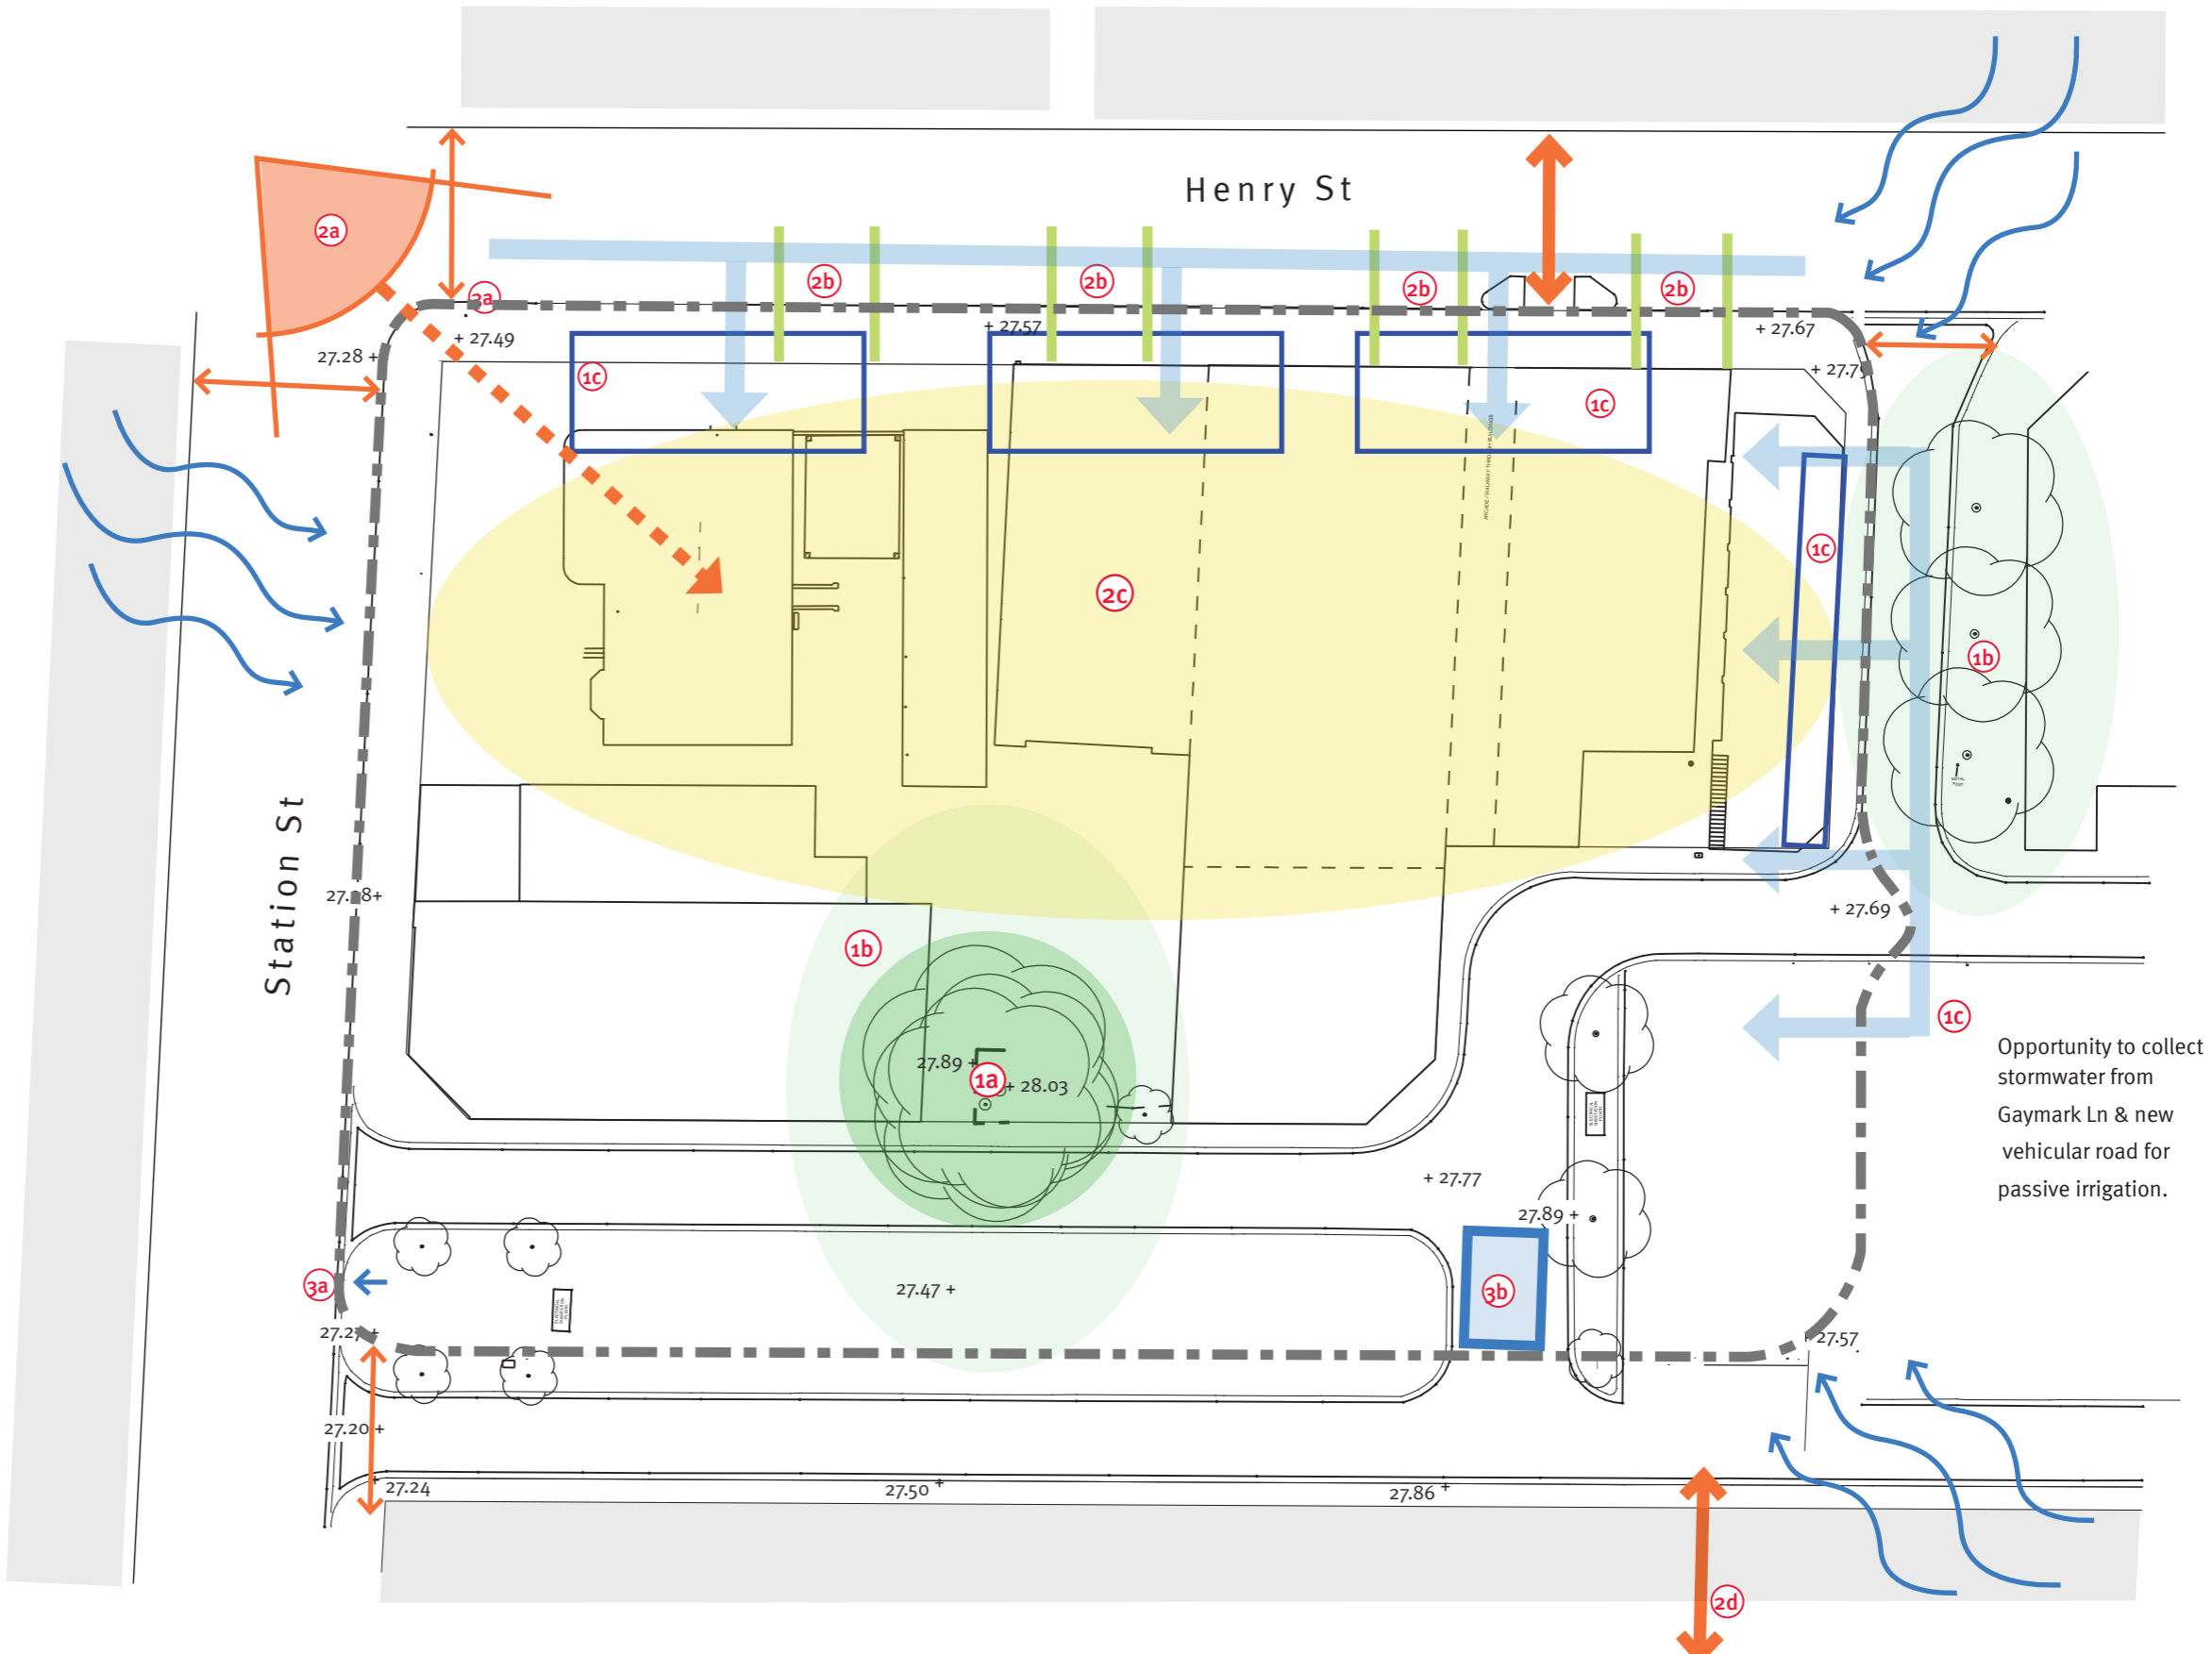 Henry St
2a
3a
2b
2b
2b
2b
+ 27.49
+ 27.57
+ 27.67
27.28 +
+ 27.79
1c
1c
1c
2c
1b
Station St
+ 27.69
1b
1c
Opportunity to collect
stormwater from
Gaymark Ln & new
vehicular road for
passive irrigation.
27.89 +
1a
+ 28.03
+ 27.77
27.89 +
3a
27.47 +
3b
27.27 +
+ 27.57
27.20 +
+ 27.24
27.50 +
27.86 +
2d